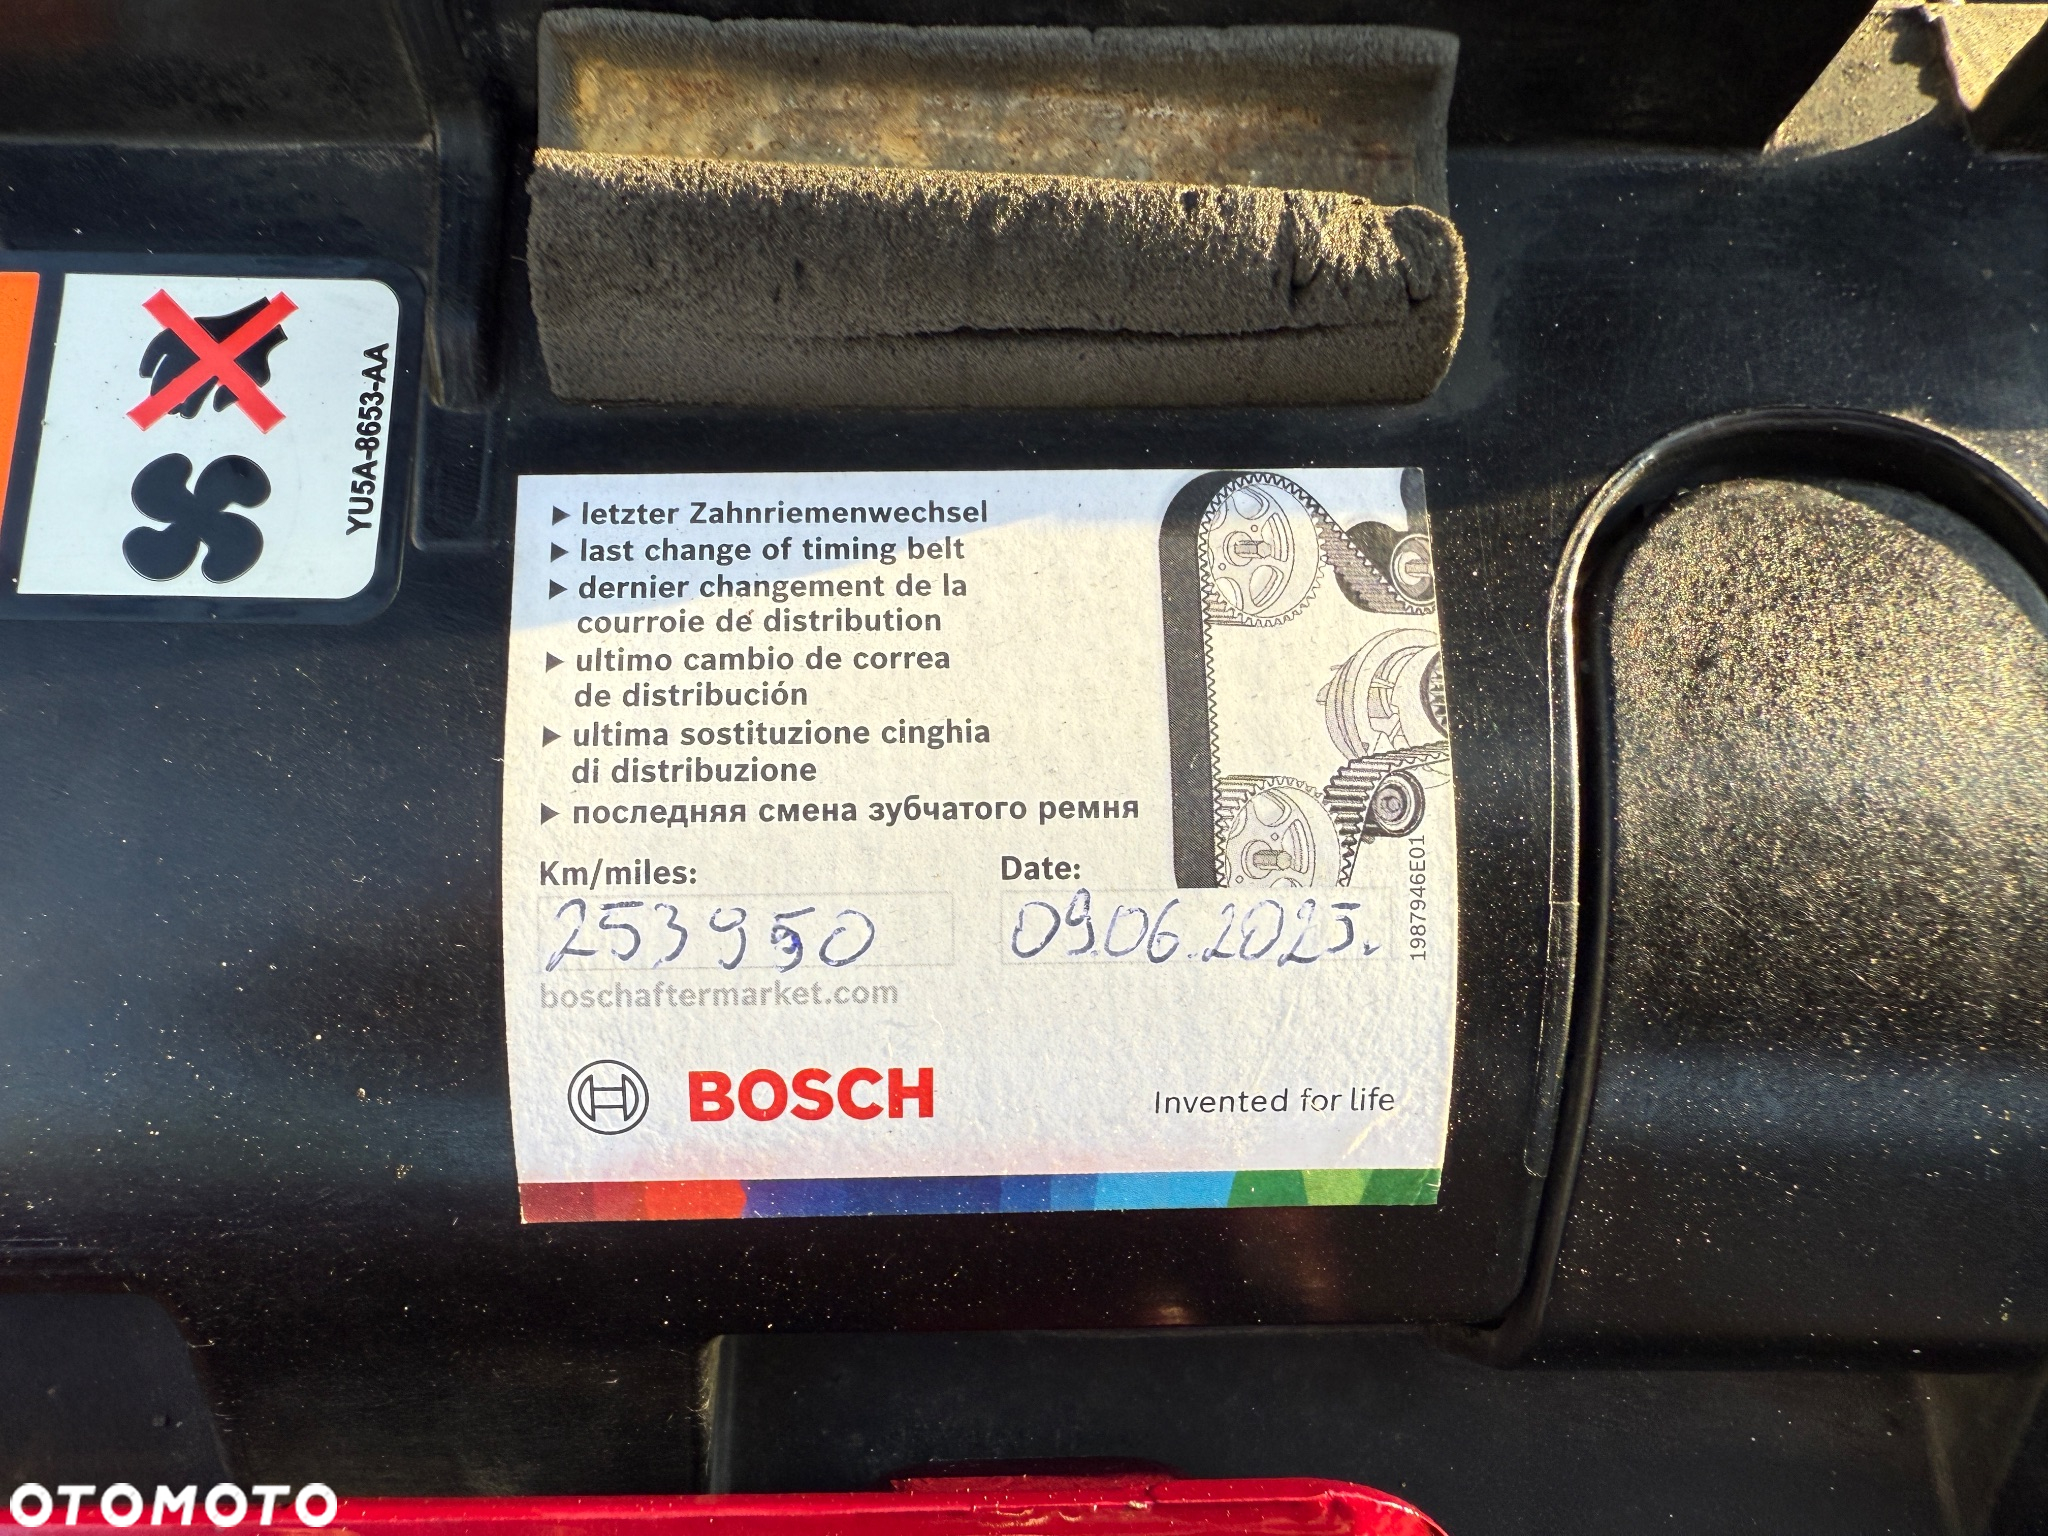 YU5A-8653-AA
▸ letzter Zahnriemenwechsel
▸ last change of timing belt
▸ dernier changement de la
courroie de distribution
▸ ultimo cambio de correa
de distribución
▸ ultima sostituzione cinghia
di distribuzione
▸ последняя смена зубчатого ремня
Km/miles:
Date:
253950
09.06.2025.
1987946E01
boschaftermarket.com
BOSCH
Invented for life
OTOMOTO